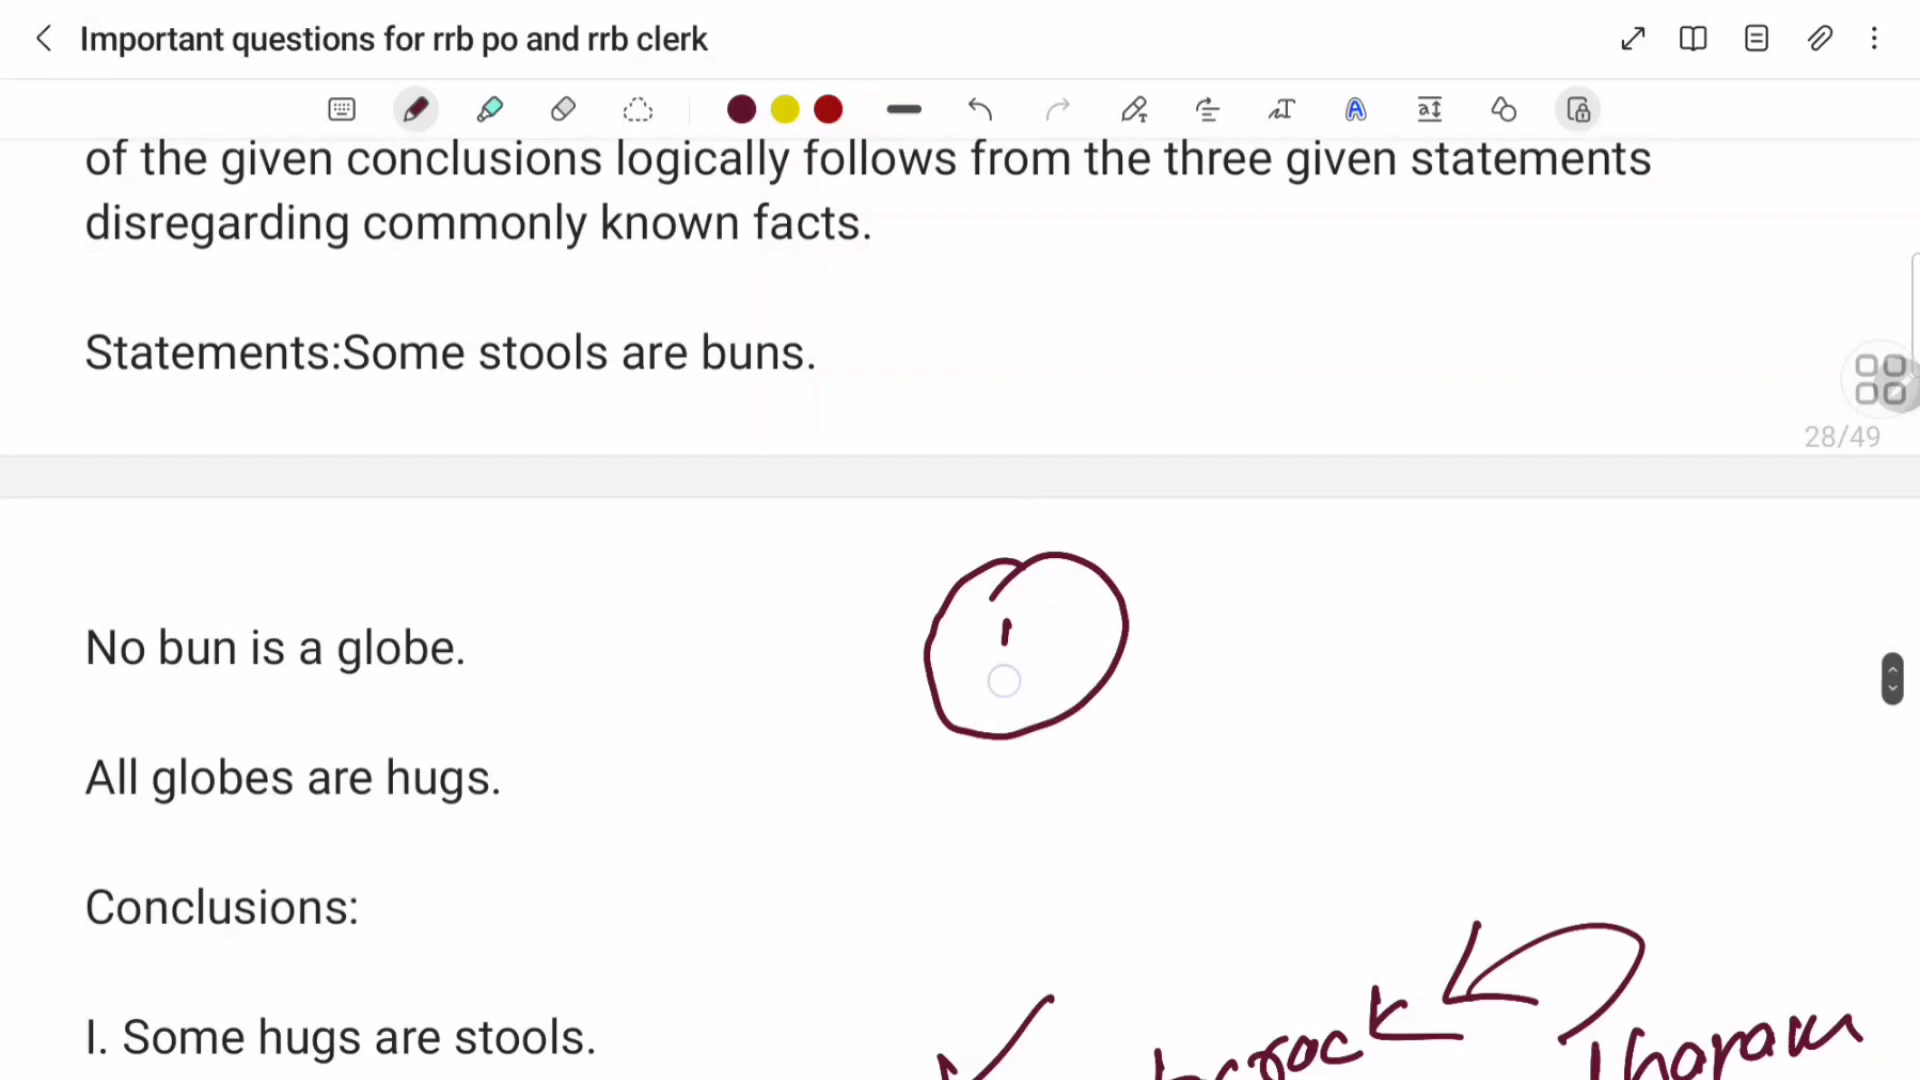 Important questions for rrb po and rrb clerk
of the given conclusions logically follows from the three given statements
disregarding commonly known facts.
Statements:Some stools are buns.
28/49
No bun is a globe.
All globes are hugs.
Conclusions:
I. Some hugs are stools.